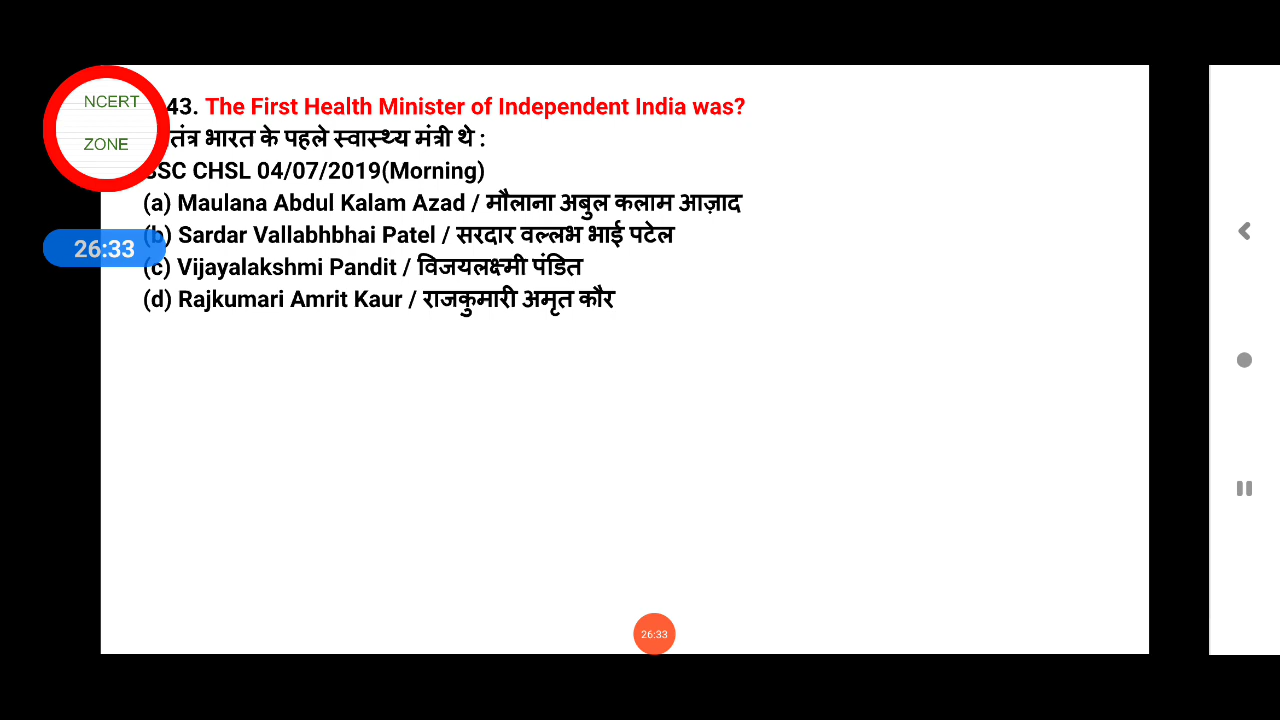 NCERT
ZONE
43. The First Health Minister of Independent India was?
तंत्र भारत के पहले स्वास्थ्य मंत्री थे :
SSC CHSL 04/07/2019(Morning)
(a) Maulana Abdul Kalam Azad / मौलाना अबुल कलाम आज़ाद
(b) Sardar Vallabhbhai Patel / सरदार वल्लभ भाई पटेल
26:33
(c) Vijayalakshmi Pandit / विजयलक्ष्मी पंडित
(d) Rajkumari Amrit Kaur / राजकुमारी अमृत कौर
26:33